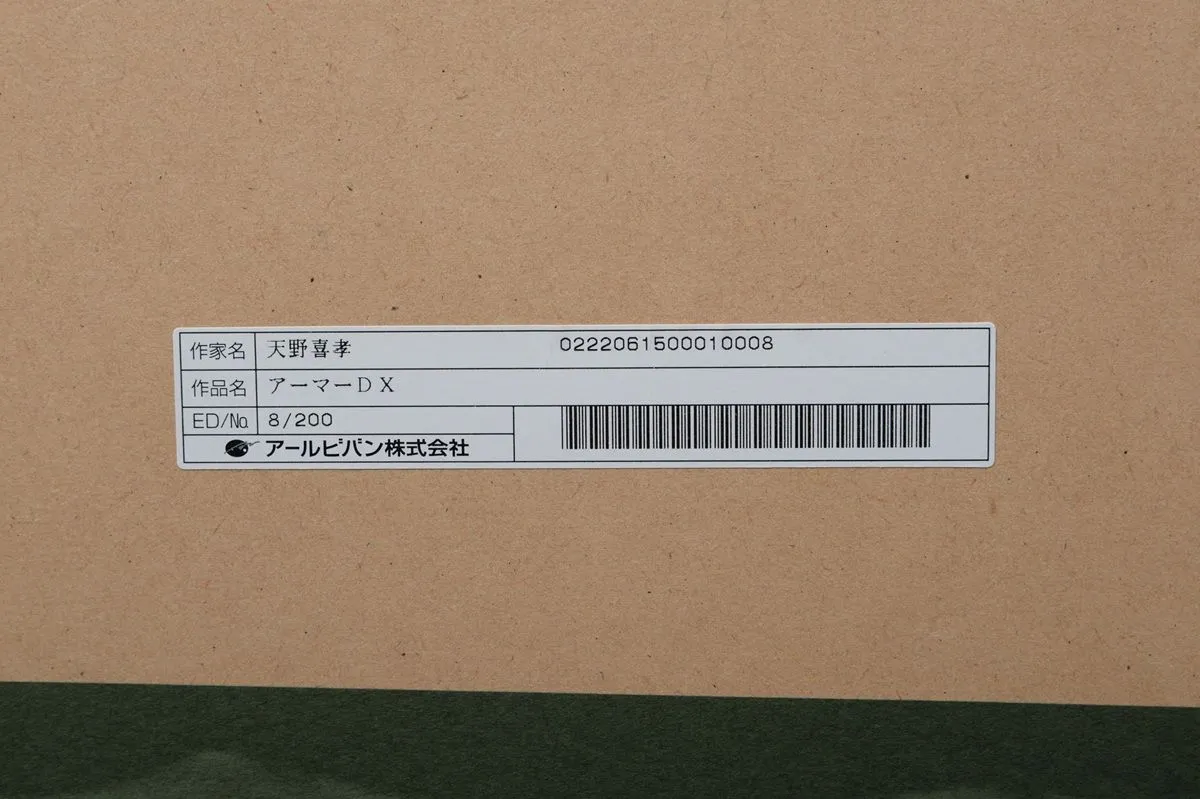 作家名 天野喜孝 0222061500010008
作品名 アーマーＤＸ
ED/No. 8/200
アールビバン株式会社